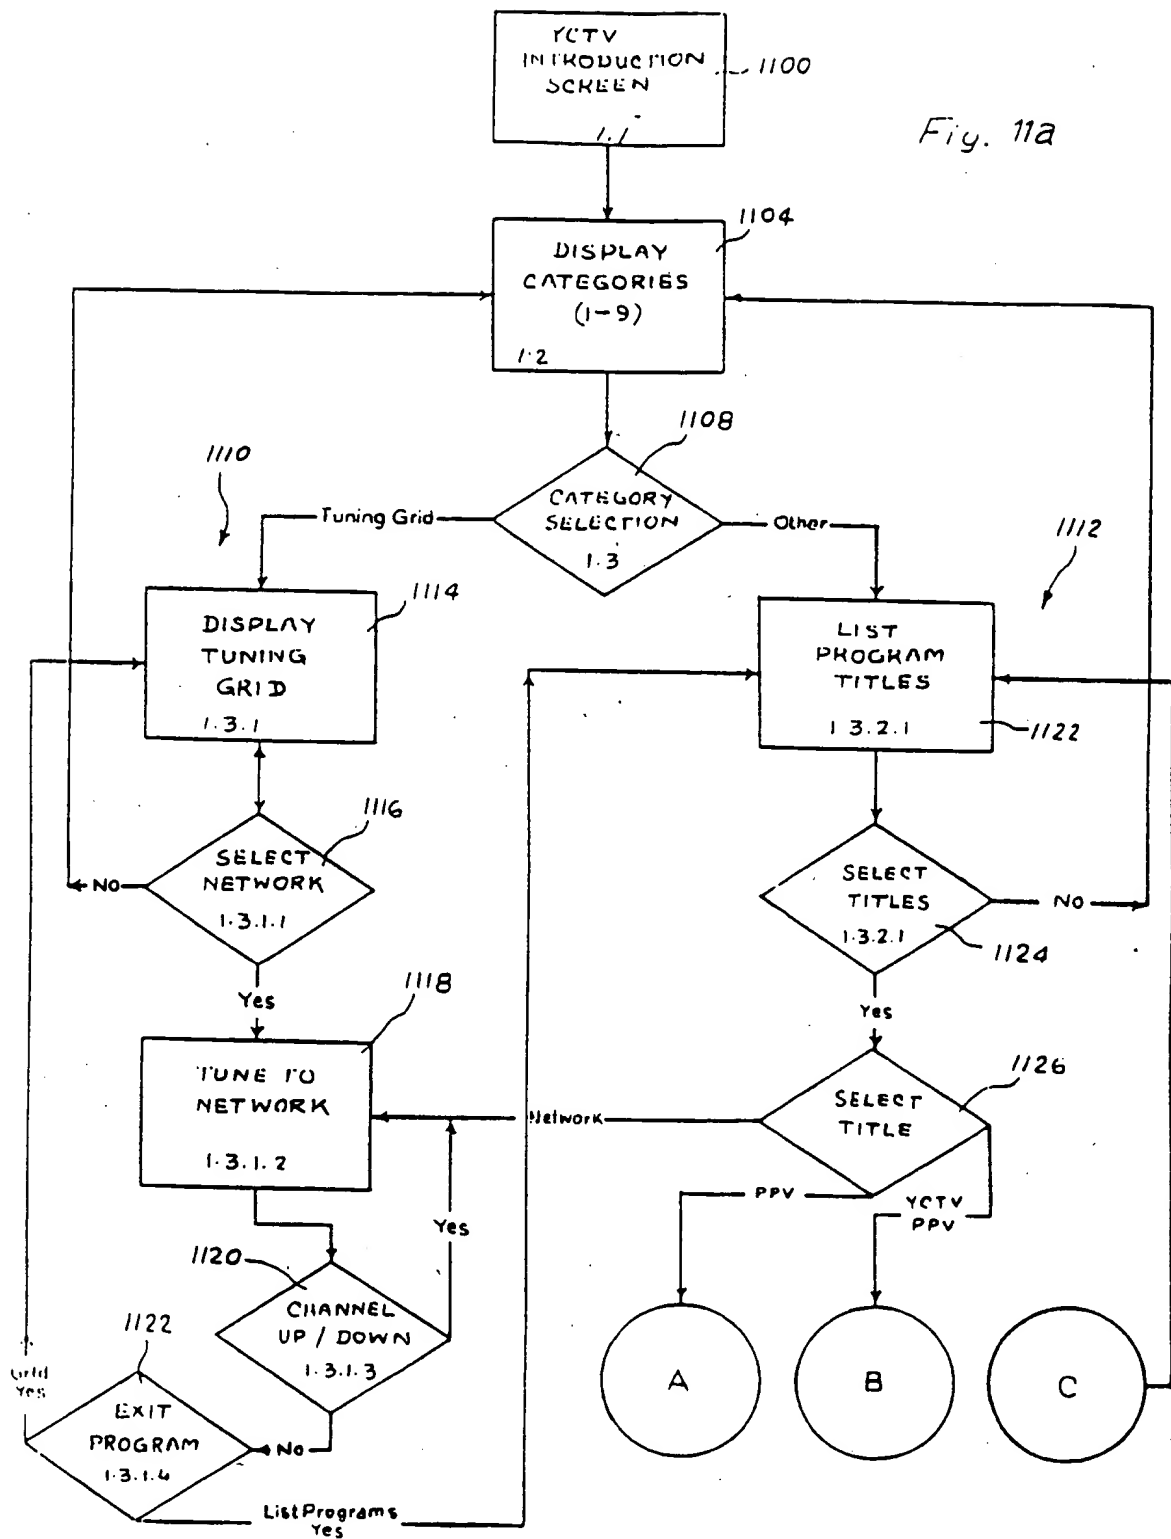 YCTV
INTRODUCTION
SCREEN
1.1
1100
Fig. 11a
1104
DISPLAY
CATEGORIES
(1-9)
1.2
1108
1110
CATEGORY
SELECTION
1.3
Tuning Grid
Other
1112
1114
DISPLAY
TUNING
GRID
1.3.1
LIST
PROGRAM
TITLES
1.3.2.1
1122
1116
SELECT
NETWORK
1.3.1.1
No
Yes
SELECT
TITLES
1.3.2.1
No
1124
Yes
1118
TUNE TO
NETWORK
1.3.1.2
Network
1126
SELECT
TITLE
PPV
YCTV
PPV
Yes
1120
CHANNEL
UP / DOWN
1.3.1.3
No
1122
Grid
Yes
EXIT
PROGRAM
1.3.1.4
List Programs
Yes
A
B
C